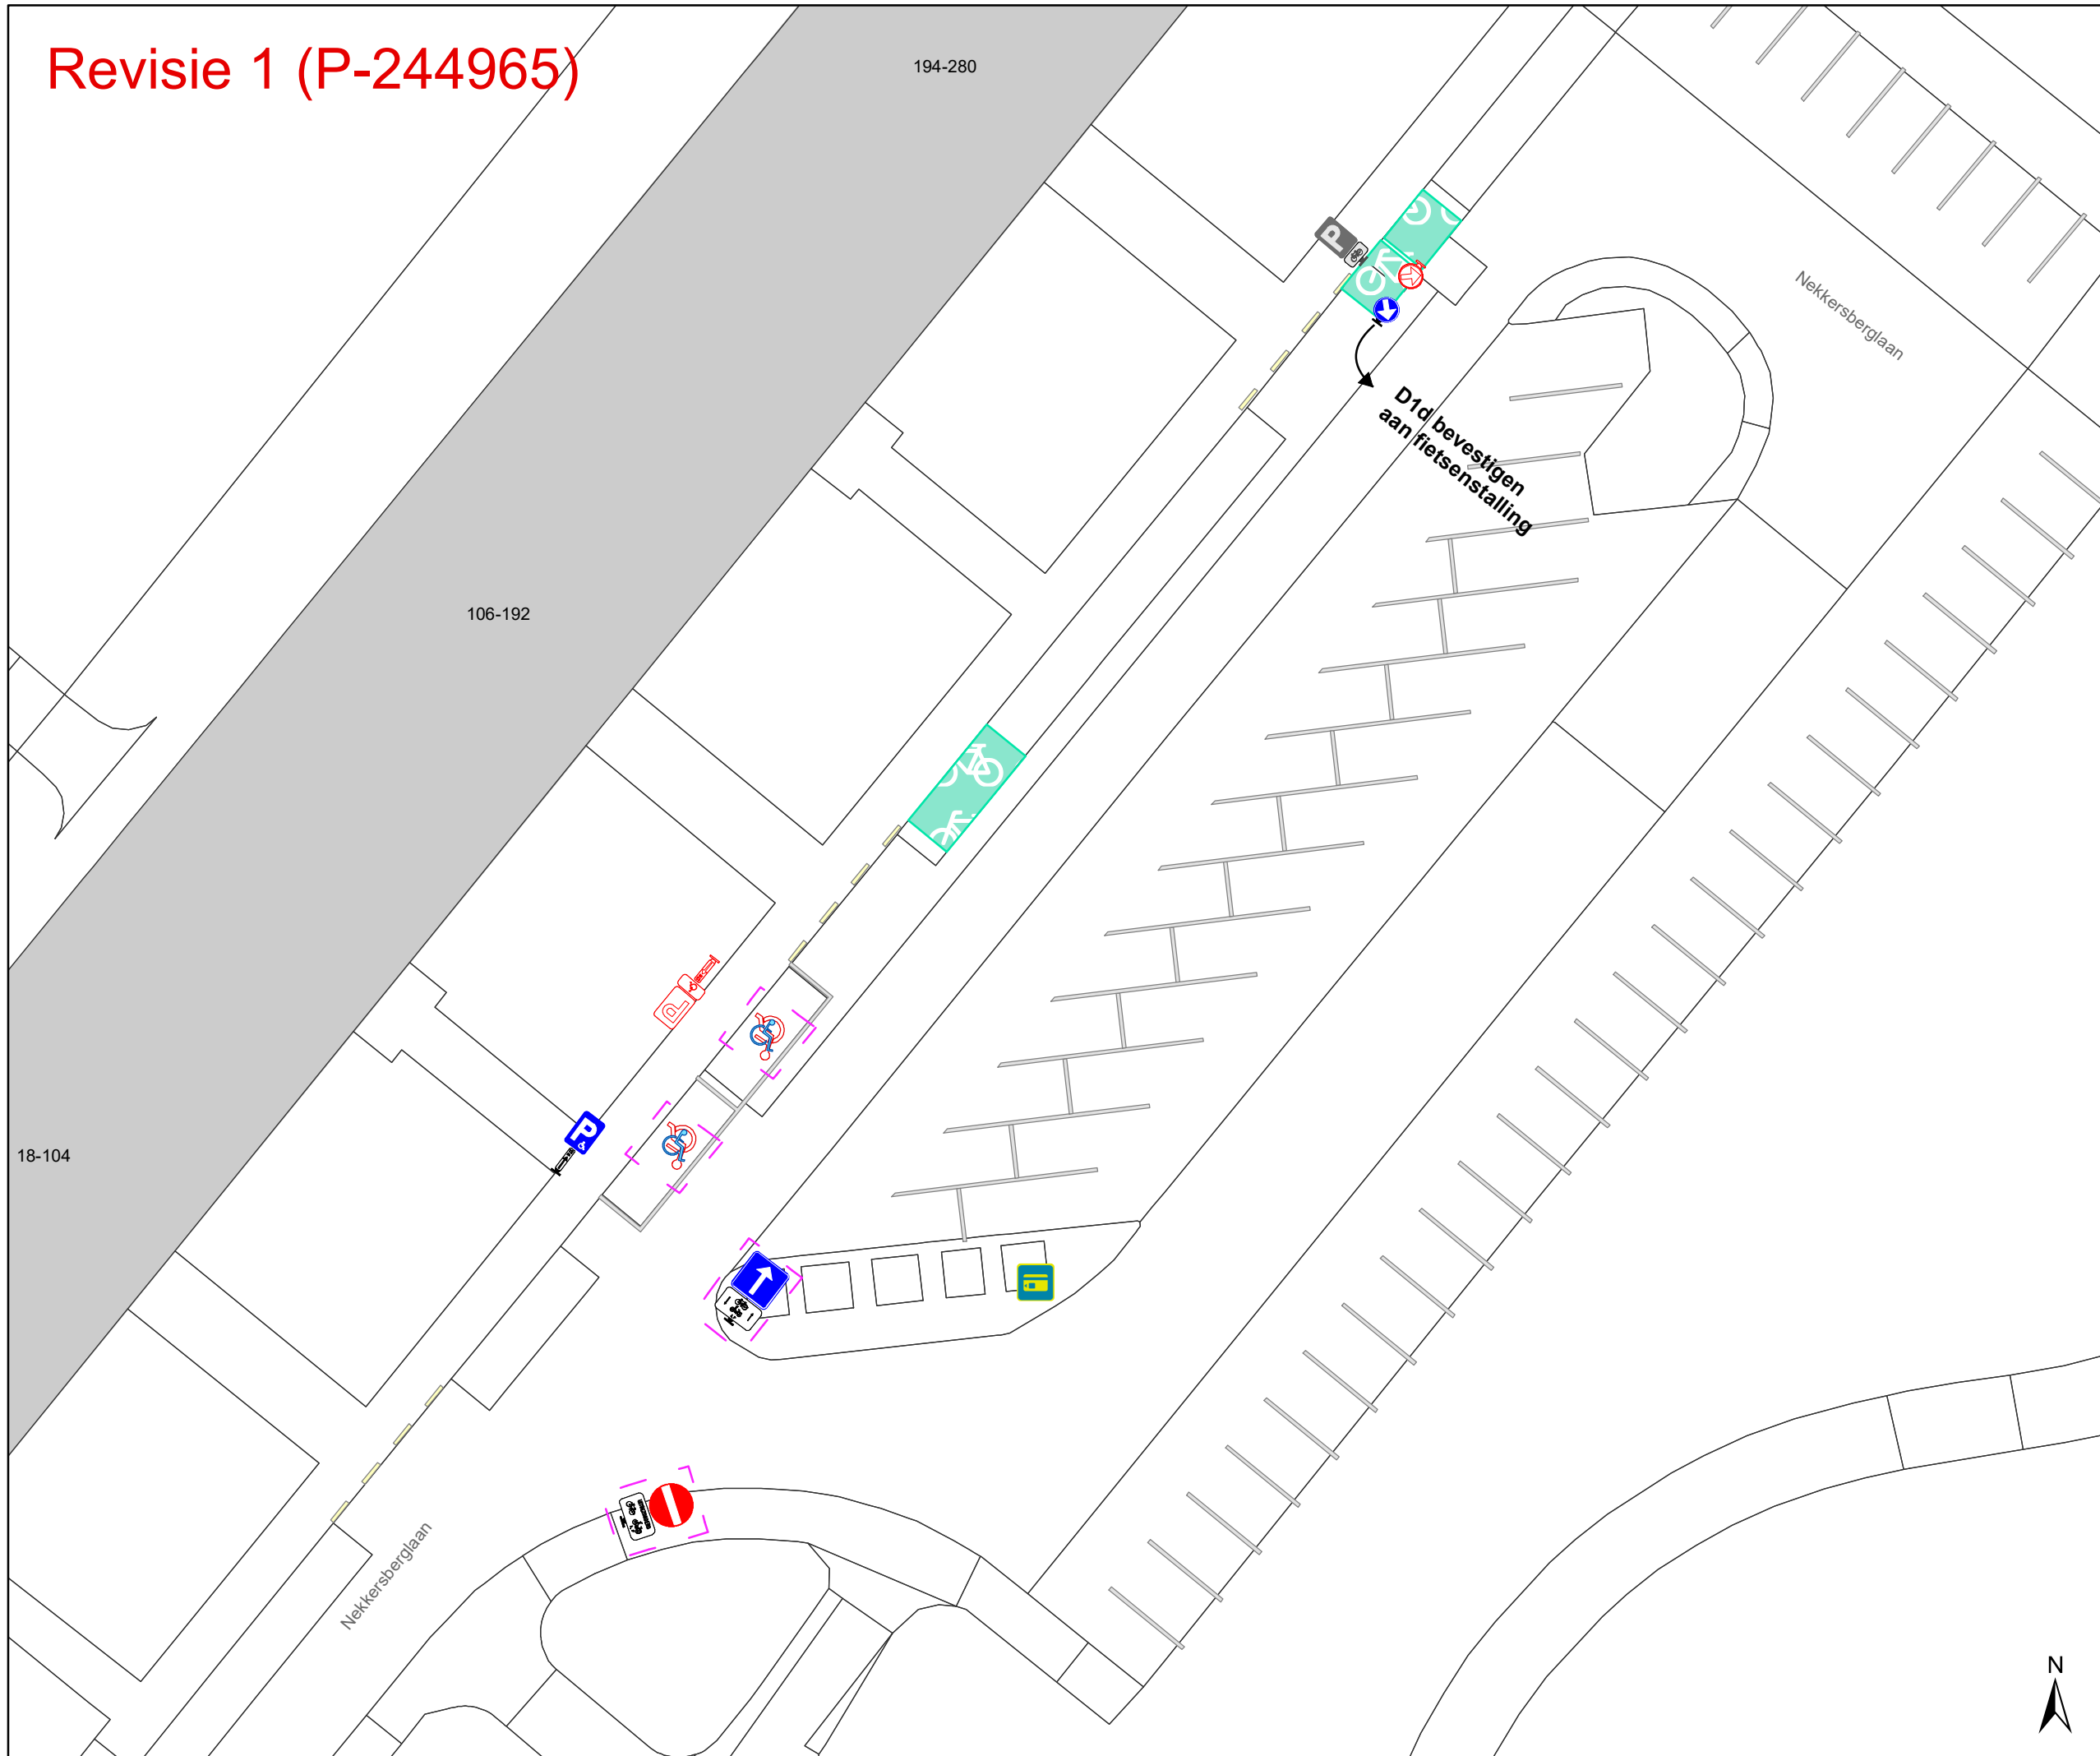 Revisie 1 (P-244965)
194-280
P
Nekkersberglaan
D1d bevestigen
aan fietsenstalling
106-192
P
18-104
P
Nekkersberglaan
N